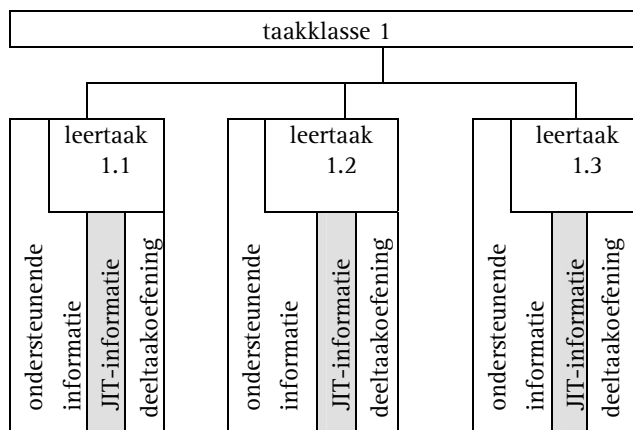 taakklasse 1
leertaak
1.1
ondersteunende
informatie
JIT-informatie
deeltaakoefening
leertaak
1.2
ondersteunende
informatie
JIT-informatie
deeltaakoefening
leertaak
1.3
ondersteunende
informatie
JIT-informatie
deeltaakoefening